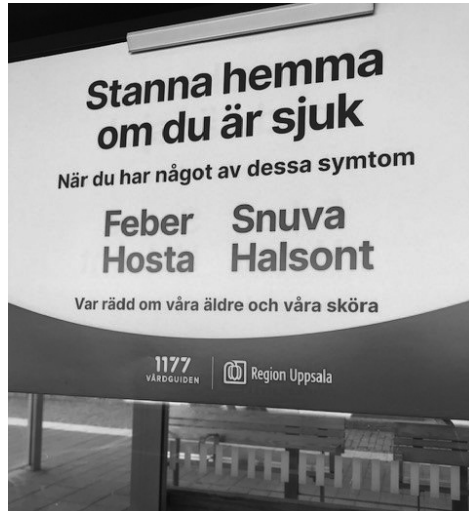 Stanna hemma
om du är sjuk
När du har något av dessa symtom
Feber Snuva
Hosta Halsont
Var rädd om våra äldre och våra sköra
1177
VÅRDGUIDEN
Region Uppsala